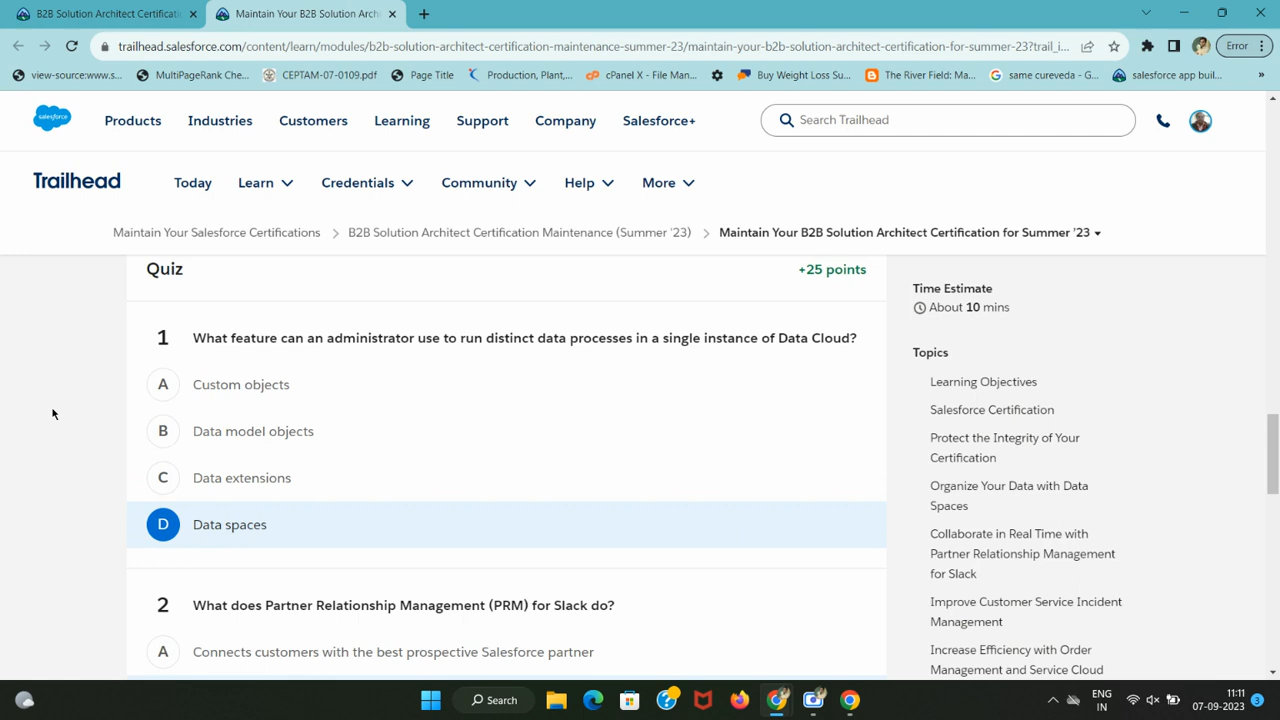 B2B Solution Architect Certificati
Maintain Your B2B Solution Archi
trailhead.salesforce.com/content/learn/modules/b2b-solution-architect-certification-maintenance-summer-23/maintain-your-b2b-solution-architect-certification-for-summer-23?trail_i...
Error
view-source:www.s...
MultiPageRank Che...
CEPTAM-07-0109.pdf
Page Title
Production, Plant,...
cPanel X - File Man...
Buy Weight Loss Su...
The River Field: Ma...
same cureveda - G...
salesforce app buil...
»
salesforce
Products
Industries
Customers
Learning
Support
Company
Salesforce+
Search Trailhead
Trailhead
Today
Learn
Credentials
Community
Help
More
Maintain Your Salesforce Certifications
B2B Solution Architect Certification Maintenance (Summer '23)
Maintain Your B2B Solution Architect Certification for Summer '23
Quiz
+25 points
1
What feature can an administrator use to run distinct data processes in a single instance of Data Cloud?
A
Custom objects
B
Data model objects
C
Data extensions
D
Data spaces
2
What does Partner Relationship Management (PRM) for Slack do?
A
Connects customers with the best prospective Salesforce partner
Time Estimate
About 10 mins
Topics
Learning Objectives
Salesforce Certification
Protect the Integrity of Your
Certification
Organize Your Data with Data
Spaces
Collaborate in Real Time with
Partner Relationship Management
for Slack
Improve Customer Service Incident
Management
Increase Efficiency with Order
Management and Service Cloud
Search
ENG
IN
11:11
07-09-2023
3